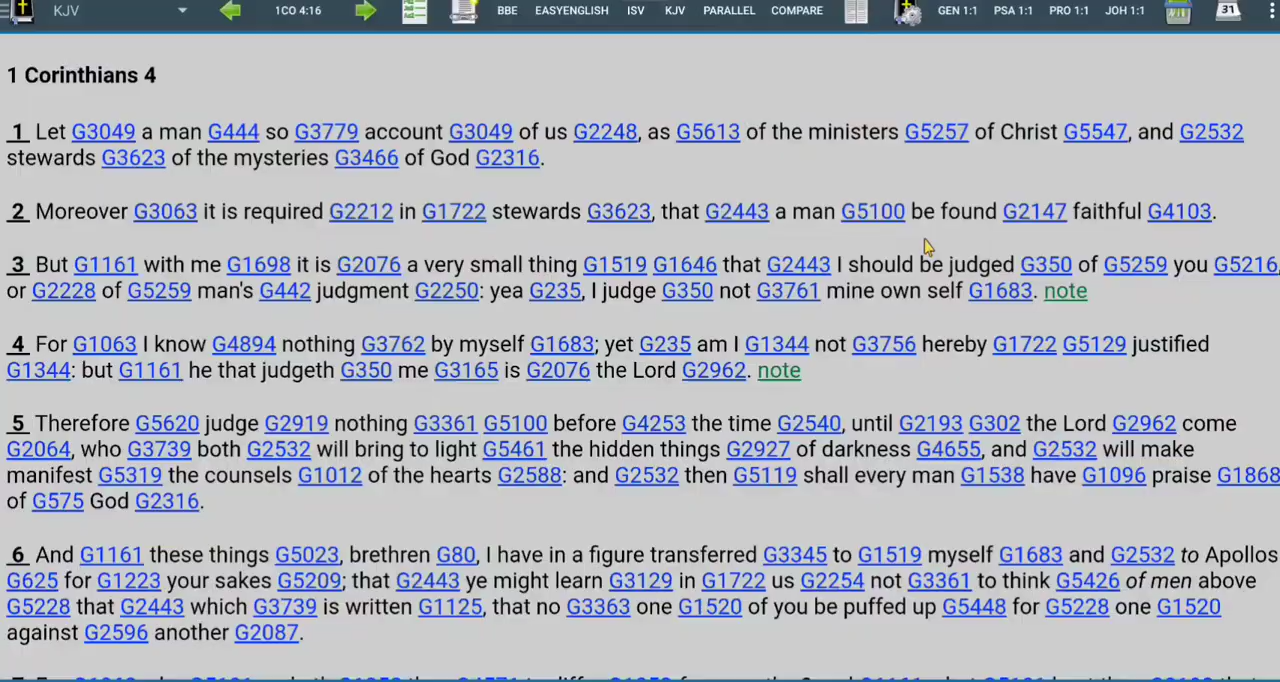 KJV 1CO 4:16 BBE EASYENGLISH ISV KJV PARALLEL COMPARE GEN 1:1 PSA 1:1 PRO 1:1 JOH 1:1 31
1 Corinthians 4
1 Let G3049 a man G444 so G3779 account G3049 of us G2248, as G5613 of the ministers G5257 of Christ G5547, and G2532
stewards G3623 of the mysteries G3466 of God G2316.
2 Moreover G3063 it is required G2212 in G1722 stewards G3623, that G2443 a man G5100 be found G2147 faithful G4103.
3 But G1161 with me G1698 it is G2076 a very small thing G1519 G1646 that G2443 I should be judged G350 of G5259 you G5216,
or G2228 of G5259 man's G442 judgment G2250: yea G235, I judge G350 not G3761 mine own self G1683. note
4 For G1063 I know G4894 nothing G3762 by myself G1683; yet G235 am I G1344 not G3756 hereby G1722 G5129 justified
G1344: but G1161 he that judgeth G350 me G3165 is G2076 the Lord G2962. note
5 Therefore G5620 judge G2919 nothing G3361 G5100 before G4253 the time G2540, until G2193 G302 the Lord G2962 come
G2064, who G3739 both G2532 will bring to light G5461 the hidden things G2927 of darkness G4655, and G2532 will make
manifest G5319 the counsels G1012 of the hearts G2588: and G2532 then G5119 shall every man G1538 have G1096 praise G1868
of G575 God G2316.
6 And G1161 these things G5023, brethren G80, I have in a figure transferred G3345 to G1519 myself G1683 and G2532 to Apollos
G625 for G1223 your sakes G5209; that G2443 ye might learn G3129 in G1722 us G2254 not G3361 to think G5426 of men above
G5228 that G2443 which G3739 is written G1125, that no G3363 one G1520 of you be puffed up G5448 for G5228 one G1520
against G2596 another G2087.